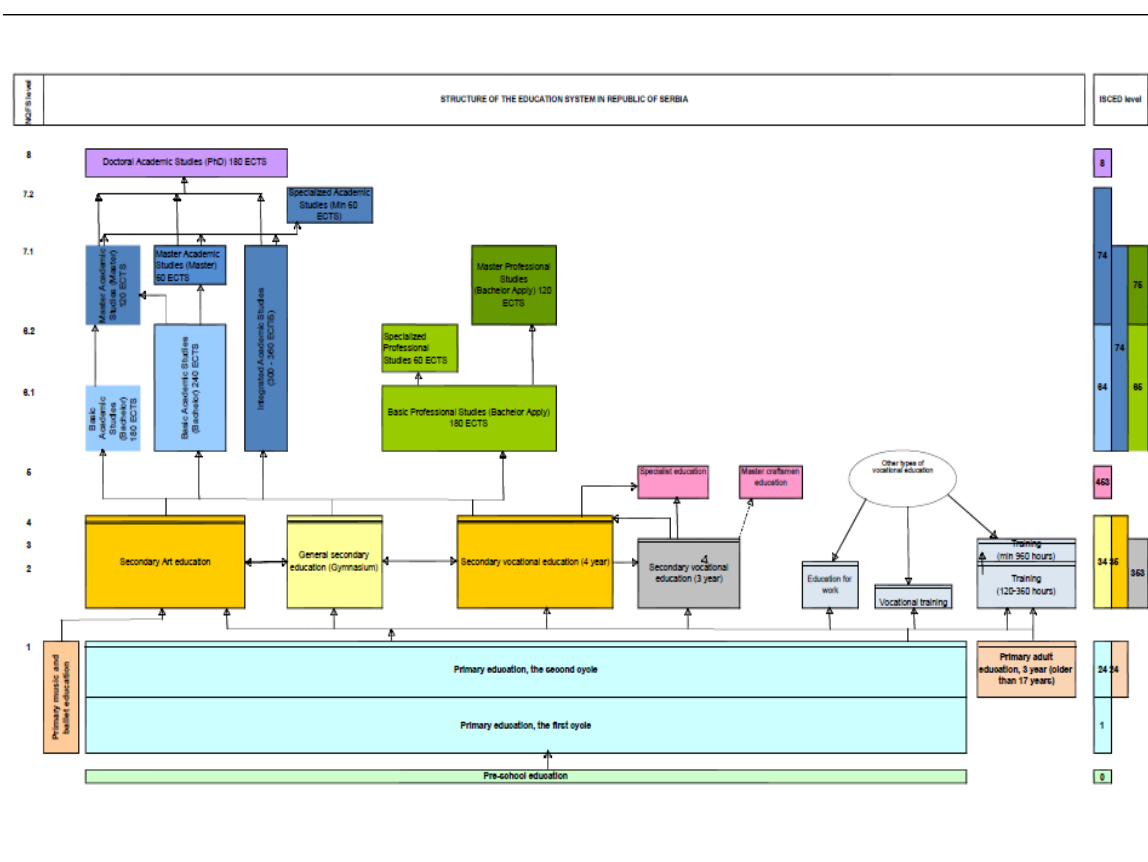 NQFS level
STRUCTURE OF THE EDUCATION SYSTEM IN REPUBLIC OF SERBIA
ISCED level
8
Doctoral Academic Studies (PhD) 180 ECTS
8
7.2
Specialized Academic
Studies (Min 60
ECTS)
7.1
Master Academic
Studies (Master)
120 ECTS
Master Academic
Studies (Master)
60 ECTS
Integrated Academic Studies
(300 - 360 ECTS)
Master Professional
Studies
(Bachelor Apply) 120
ECTS
74
75
6.2
Basic Academic Studies
(Bachelor) 240 ECTS
Specialized
Professional
Studies 60 ECTS
74
6.1
Basic
Academic
Studies
(Bachelor)
180 ECTS
Basic Professional Studies (Bachelor Apply)
180 ECTS
64
65
5
Specialist education
Master craftsmen
education
Other types of
vocational education
453
4
3
2
Secondary Art education
General secondary
education (Gymnasium)
Secondary vocational education (4 year)
4
Secondary vocational
education (3 year)
Education for
work
Vocational training
Training
(min 960 hours)
Training
(120-360 hours)
34
35
353
1
Primary music and
ballet education
Primary education, the second cycle
Primary adult
education, 3 year (older
than 17 years)
24
24
Primary education, the first cycle
1
Pre-school education
0